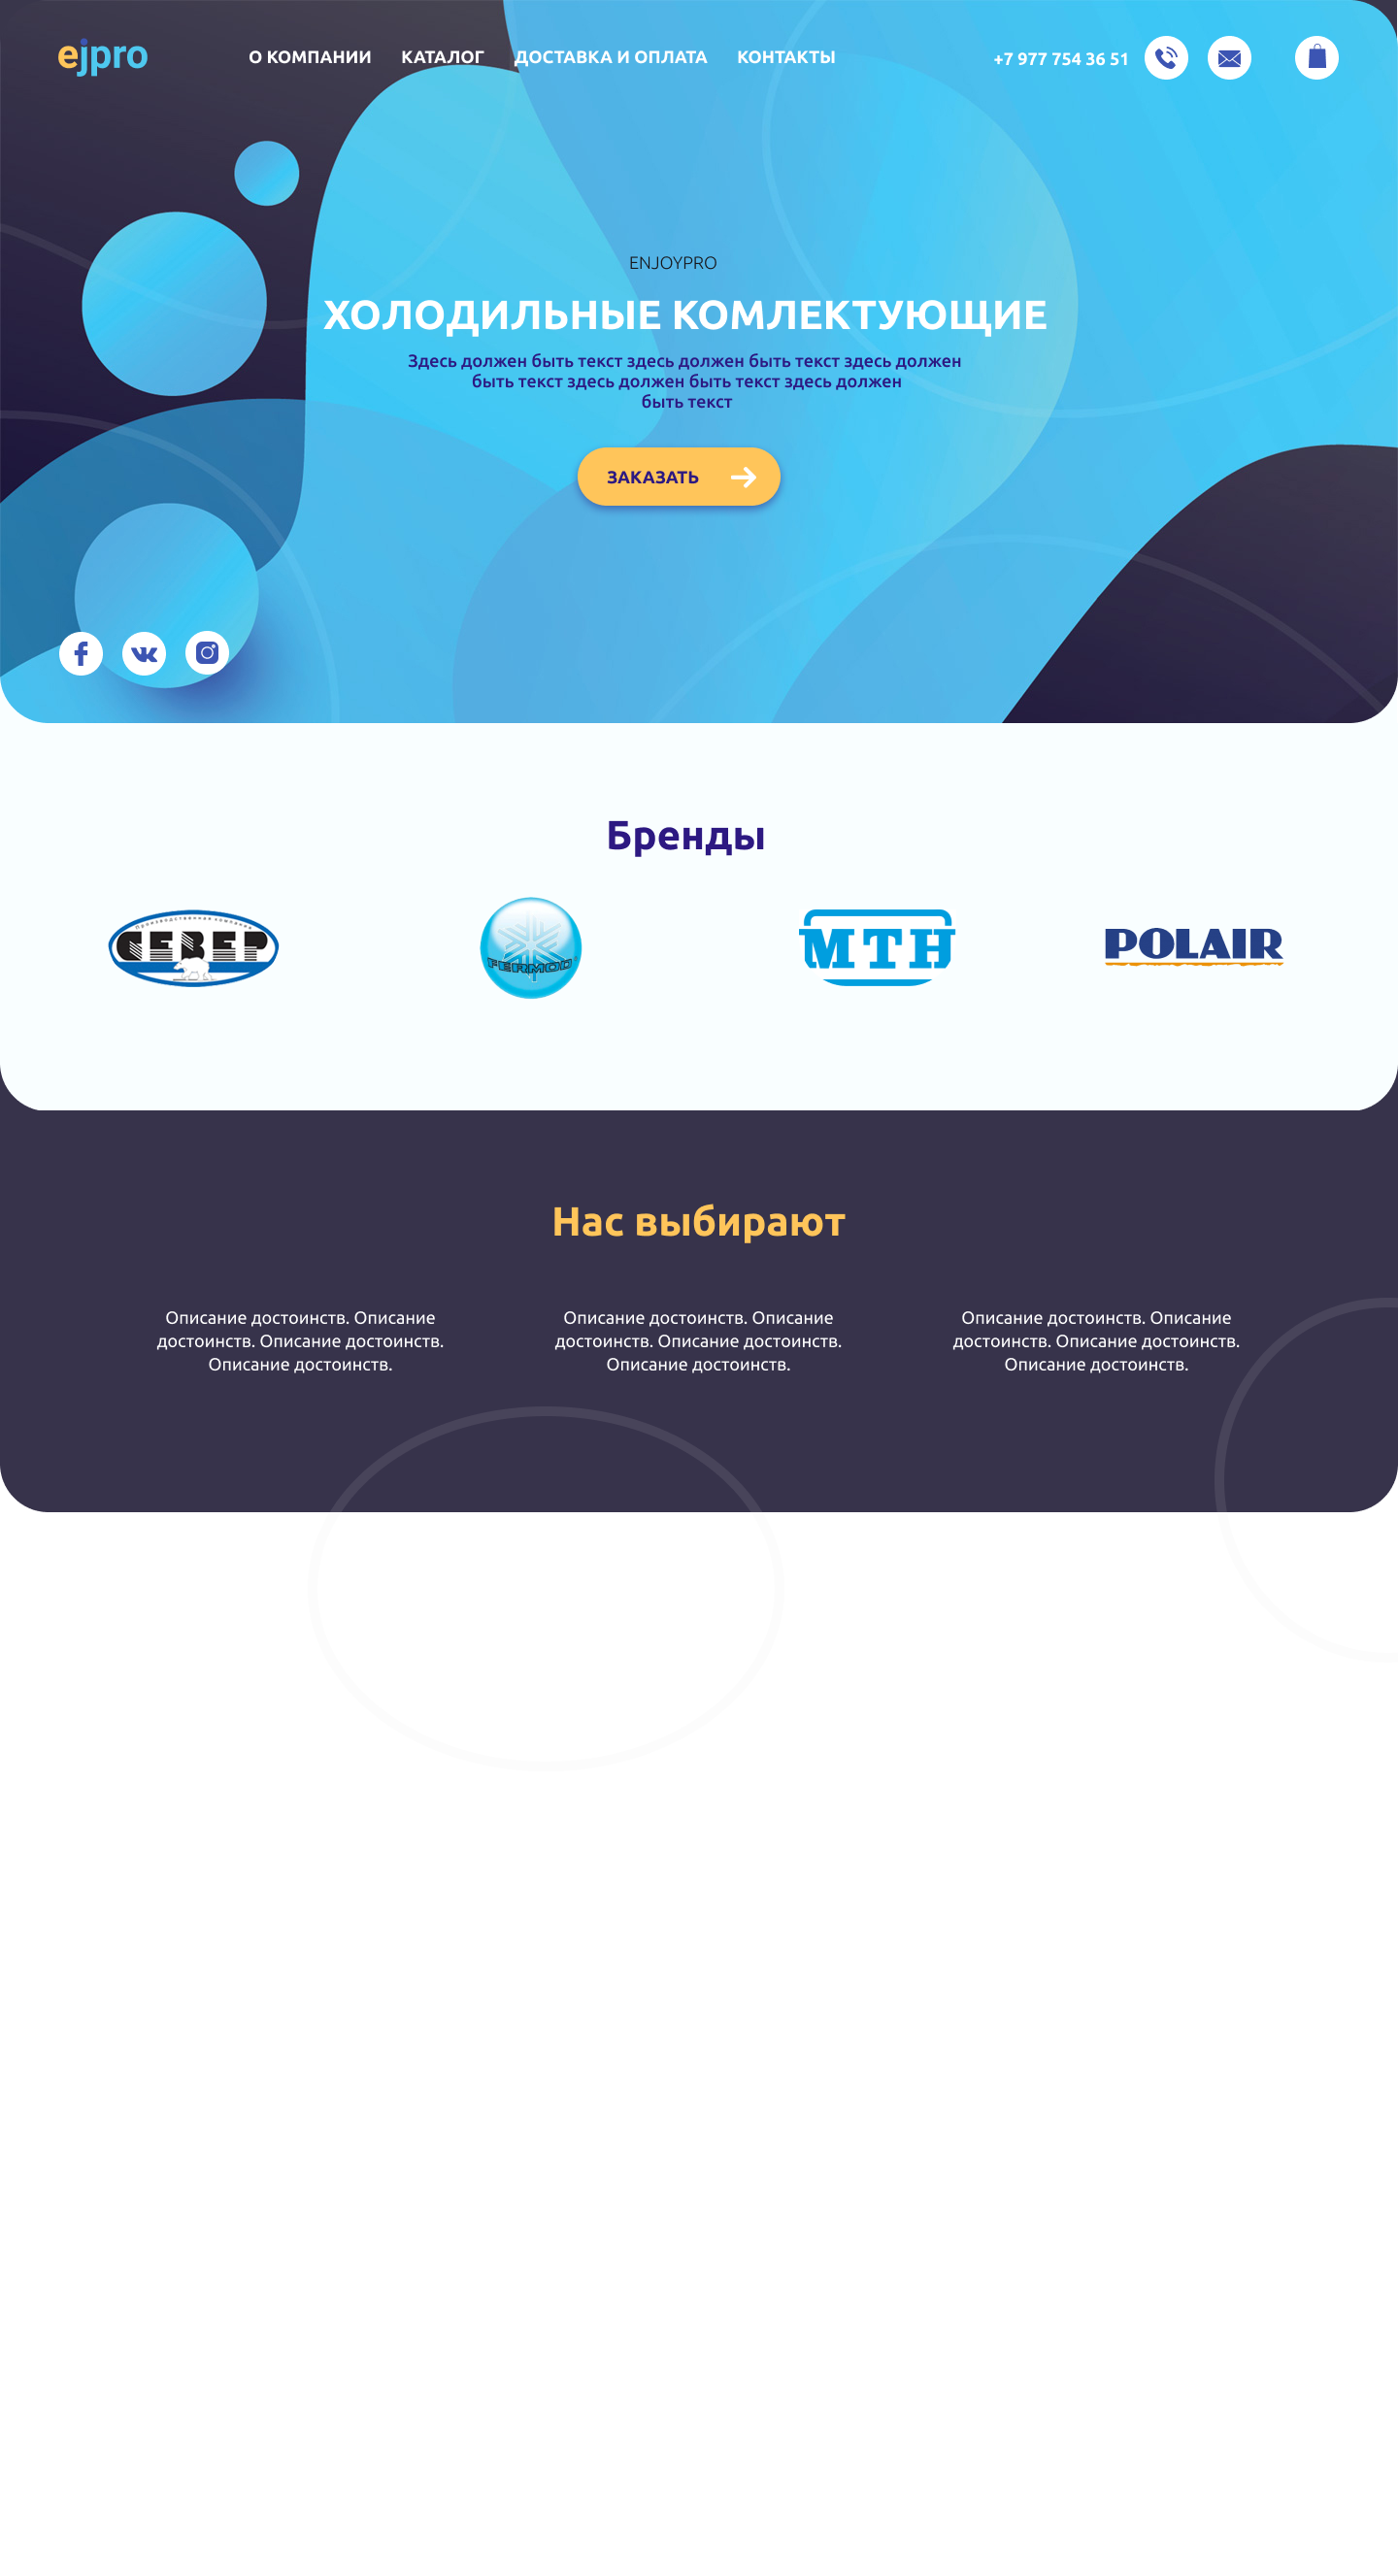 ejpro
О КОМПАНИИ
КАТАЛОГ
ДОСТАВКА И ОПЛАТА
КОНТАКТЫ
+7 977 754 36 51
ENJOYPRO
ХОЛОДИЛЬНЫЕ КОМЛЕКТУЮЩИЕ
Здесь должен быть текст здесь должен быть текст здесь должен
быть текст здесь должен быть текст здесь должен
быть текст
ЗАКАЗАТЬ
Бренды
Производственная компания
СЕВЕР
FERMOD
МТН
POLAIR
Нас выбирают
Описание достоинств. Описание
достоинств. Описание достоинств.
Описание достоинств.
Описание достоинств. Описание
достоинств. Описание достоинств.
Описание достоинств.
Описание достоинств. Описание
достоинств. Описание достоинств.
Описание достоинств.